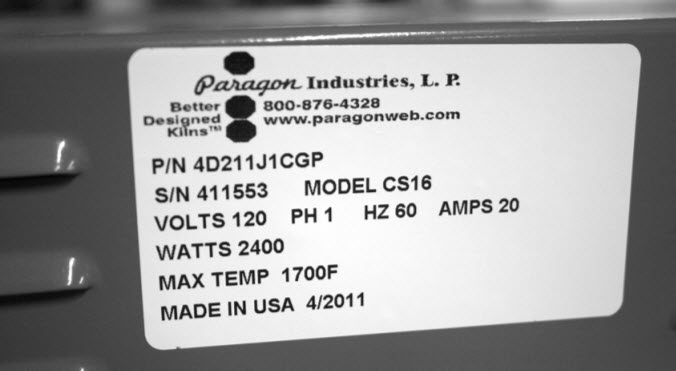 Paragon Industries, L. P.
Better Designed Kilns™
800-876-4328
www.paragonweb.com
P/N 4D211J1CGP
S/N 411553 MODEL CS16
VOLTS 120 PH 1 HZ 60 AMPS 20
WATTS 2400
MAX TEMP 1700F
MADE IN USA 4/2011